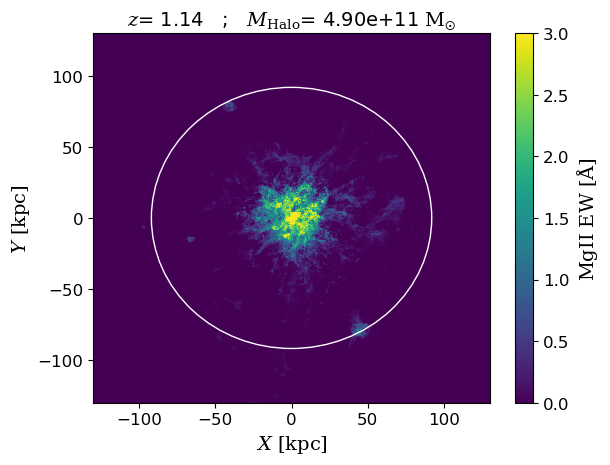 z= 1.14 ; M_Halo= 4.90e+11 M_⊙
100
50
0
−50
−100
Y [kpc]
−100 −50 0 50 100
X [kpc]
3.0
2.5
2.0
1.5
1.0
0.5
0.0
MgII EW [Å]